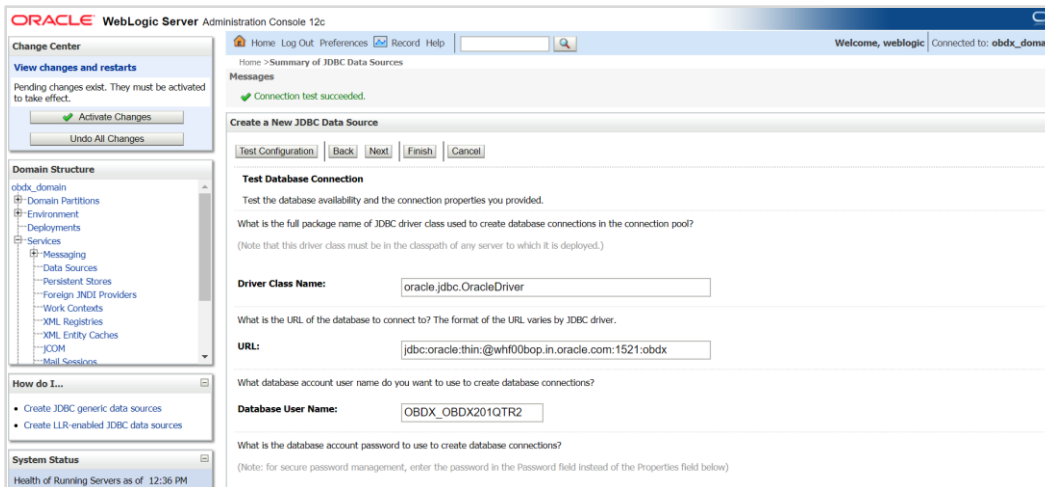 ORACLE WebLogic Server Administration Console 12c
Change Center
View changes and restarts
Pending changes exist. They must be activated
to take effect.
Activate Changes
Undo All Changes
Domain Structure
obdx_domain
Domain Partitions
Environment
Deployments
Services
Messaging
Data Sources
Persistent Stores
Foreign JNDI Providers
Work Contexts
XML Registries
XML Entity Caches
jCOM
Mail Sessions
How do I...
Create JDBC generic data sources
Create LLR-enabled JDBC data sources
System Status
Health of Running Servers as of 12:36 PM
Home Log Out Preferences Record Help
Welcome, weblogic Connected to: obdx_doma
Home >Summary of JDBC Data Sources
Messages
Connection test succeeded.
Create a New JDBC Data Source
Test Configuration Back Next Finish Cancel
Test Database Connection
Test the database availability and the connection properties you provided.
What is the full package name of JDBC driver class used to create database connections in the connection pool?
(Note that this driver class must be in the classpath of any server to which it is deployed.)
Driver Class Name: oracle.jdbc.OracleDriver
What is the URL of the database to connect to? The format of the URL varies by JDBC driver.
URL: jdbc:oracle:thin:@whf00bop.in.oracle.com:1521:obdx
What database account user name do you want to use to create database connections?
Database User Name: OBDX_OBDX201QTR2
What is the database account password to use to create database connections?
(Note: for secure password management, enter the password in the Password field instead of the Properties field below)